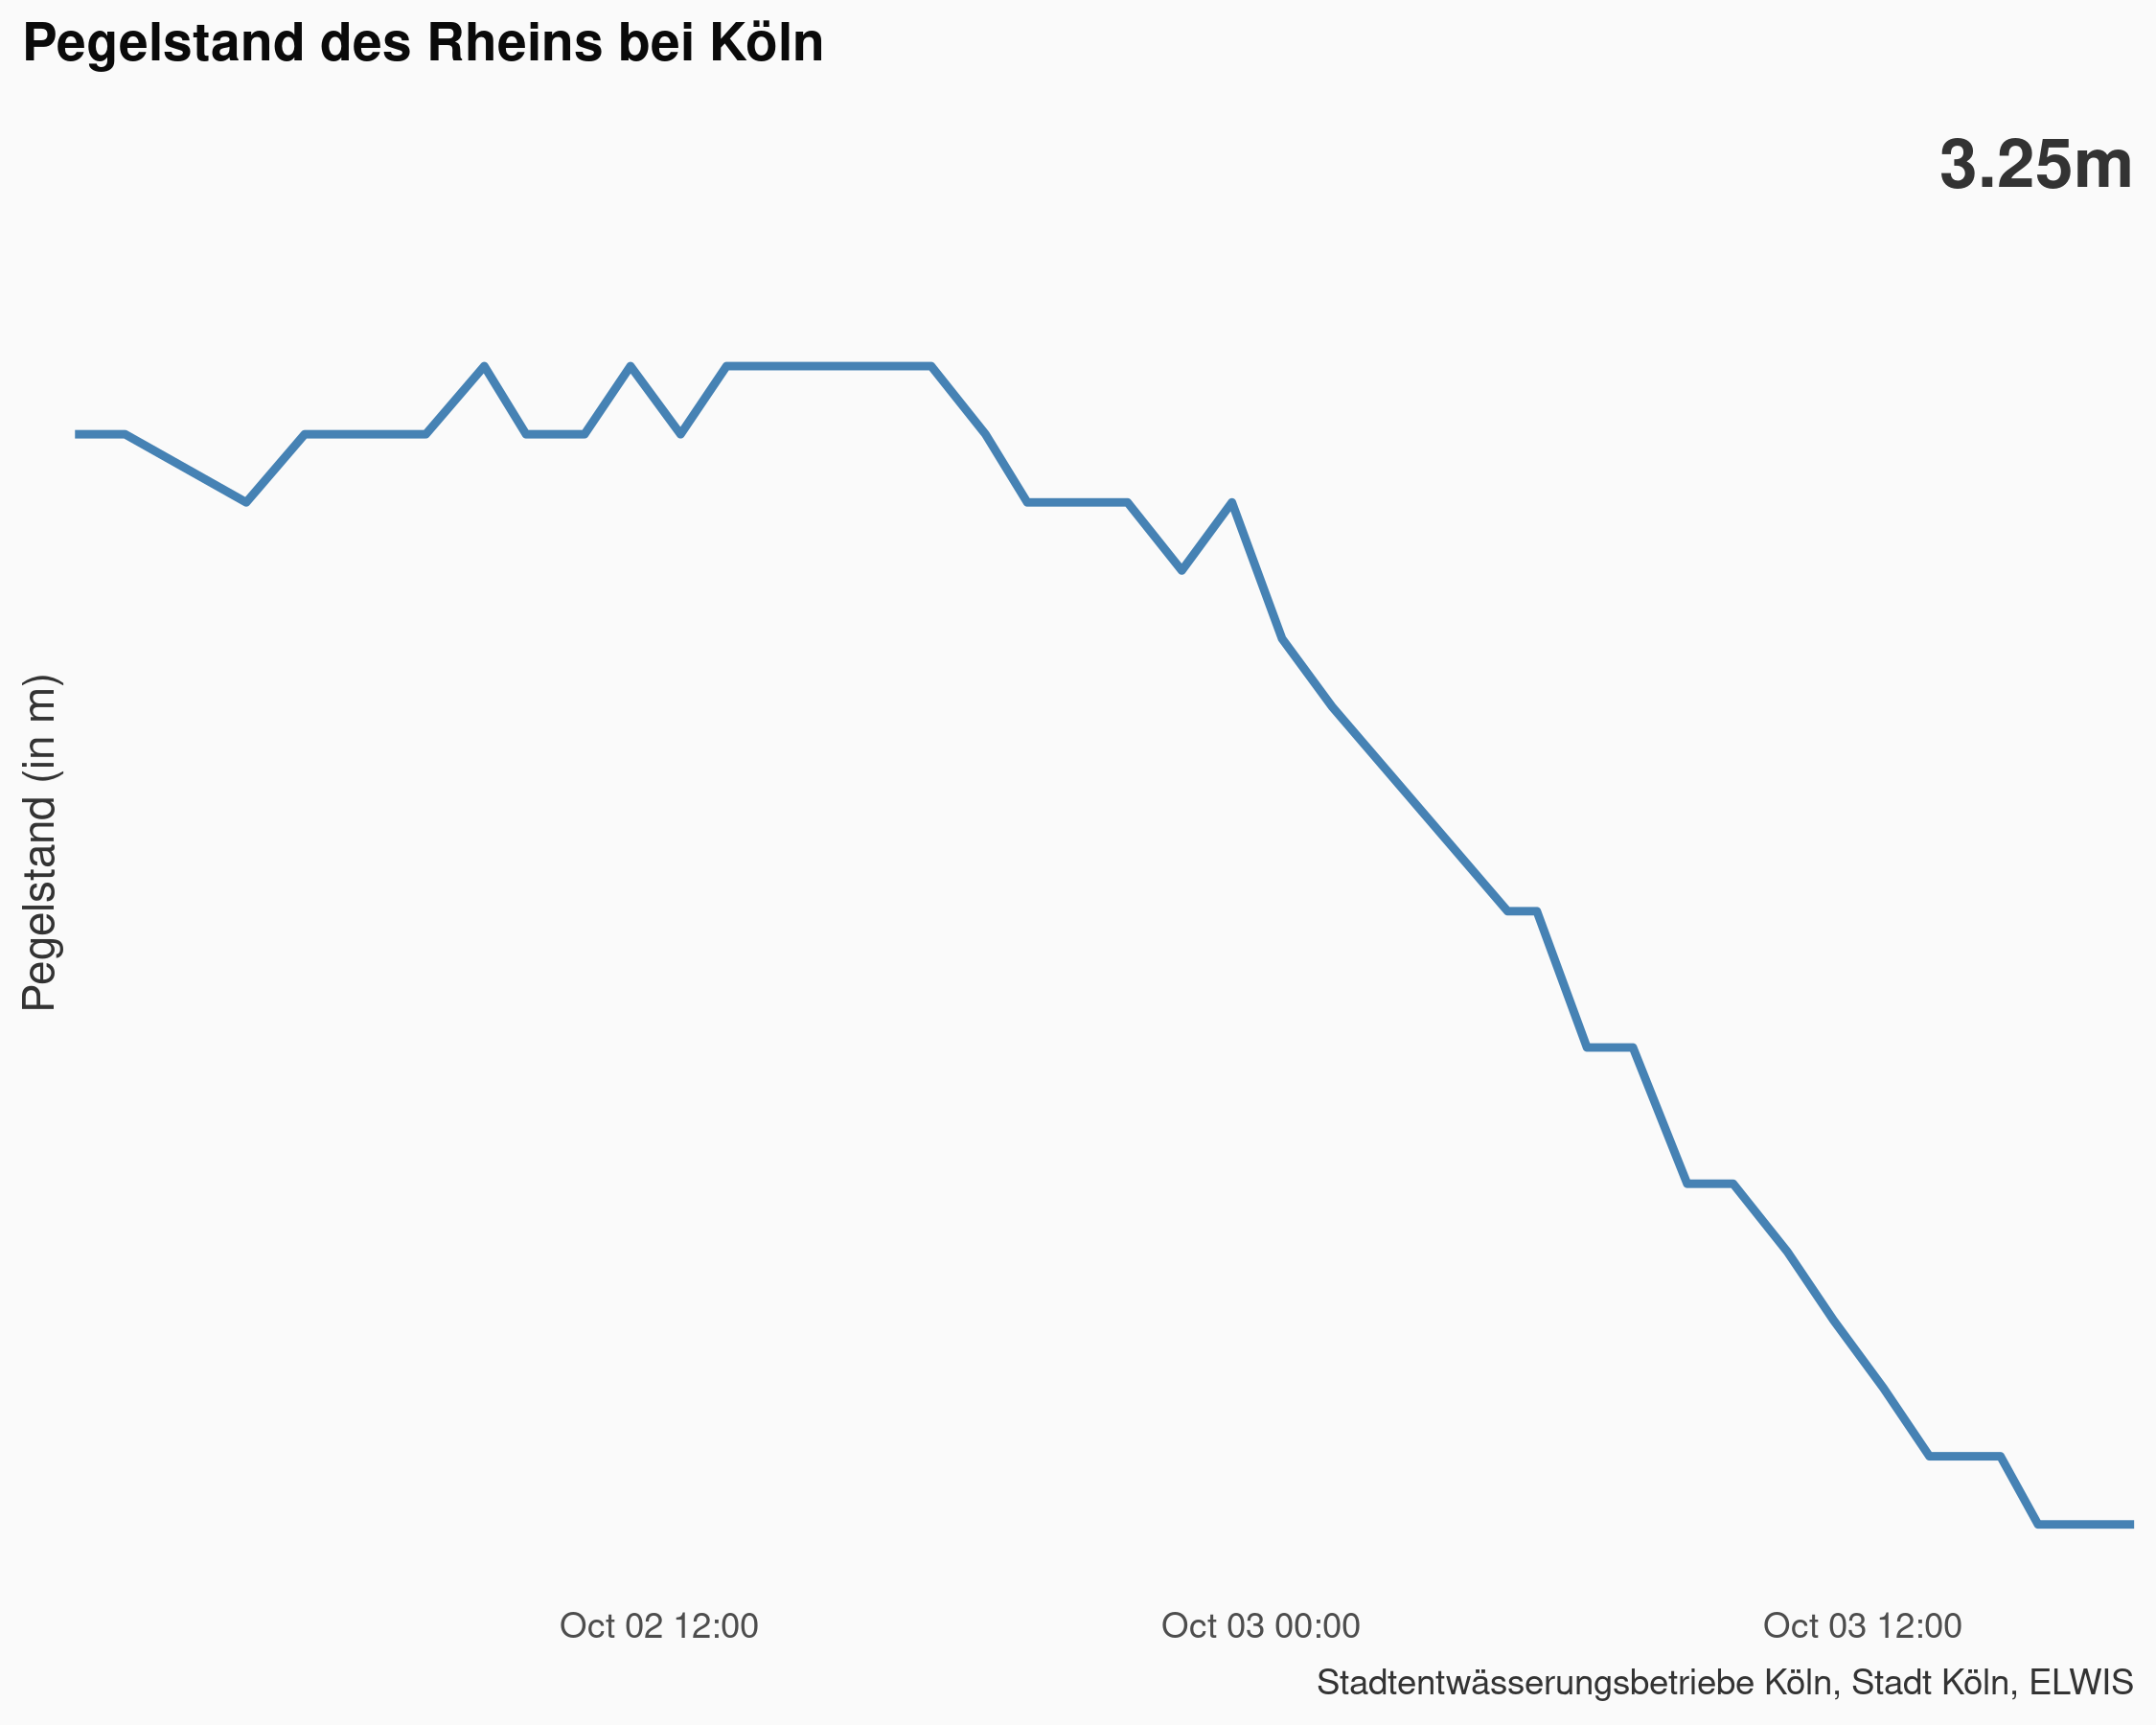 Pegelstand des Rheins bei Köln
3.25m
Pegelstand (in m)
Oct 02 12:00
Oct 03 00:00
Oct 03 12:00
Stadtentwässerungsbetriebe Köln, Stadt Köln, ELWIS